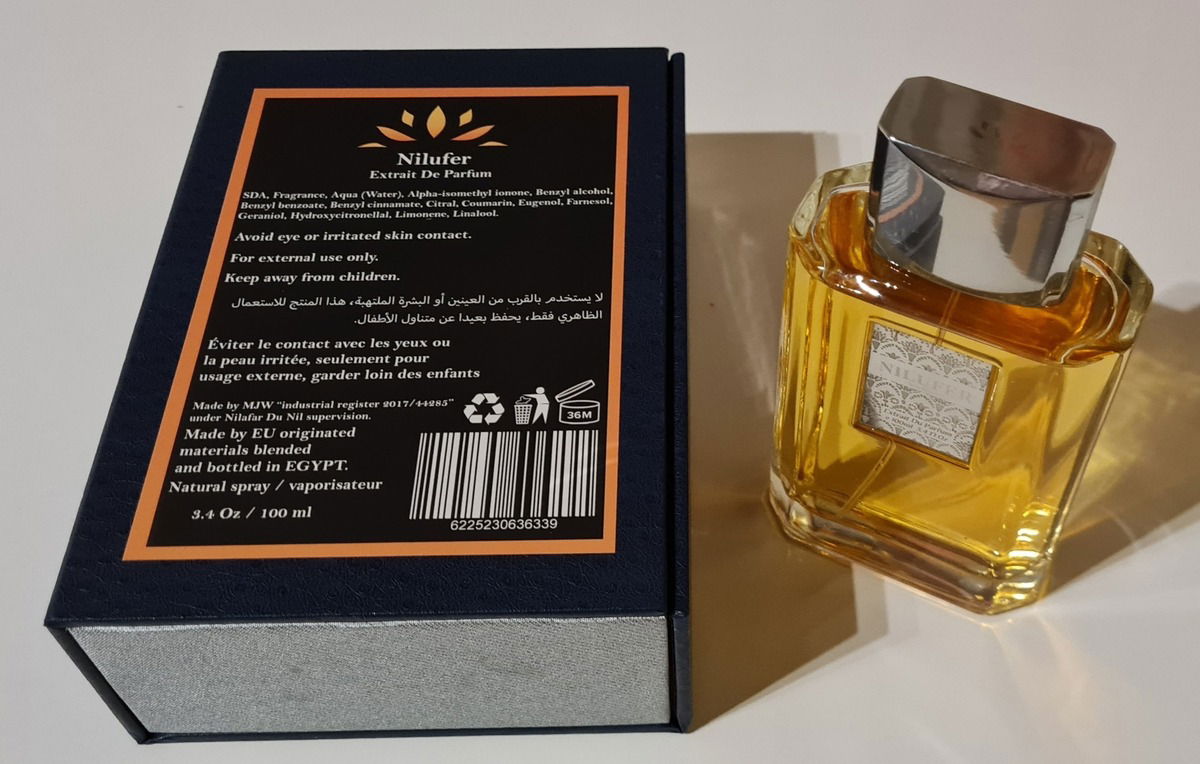 Nilufer
Extrait De Parfum
SDA, Fragrance, Aqua (Water), Alpha-isomethyl ionone, Benzyl alcohol,
Benzyl benzoate, Benzyl cinnamate, Citral, Coumarin, Eugenol, Farnesol,
Geraniol, Hydroxycitronellal, Limonene, Linalool.
Avoid eye or irritated skin contact.
For external use only.
Keep away from children.
لا يستخدم بالقرب من العينين أو البشرة الملتهبة، هذا المنتج للاستعمال
الظاهري فقط، يحفظ بعيدا عن متناول الأطفال.
Éviter le contact avec les yeux ou
la peau irritée, seulement pour
usage externe, garder loin des enfants
Made by MJW "industrial register 2017/44285"
under Nilafar Du Nil supervision.
Made by EU originated
materials blended
and bottled in EGYPT.
Natural spray / vaporisateur
3.4 Oz / 100 ml
36M
6225230636339
NILUFER
Extrait De Parfum